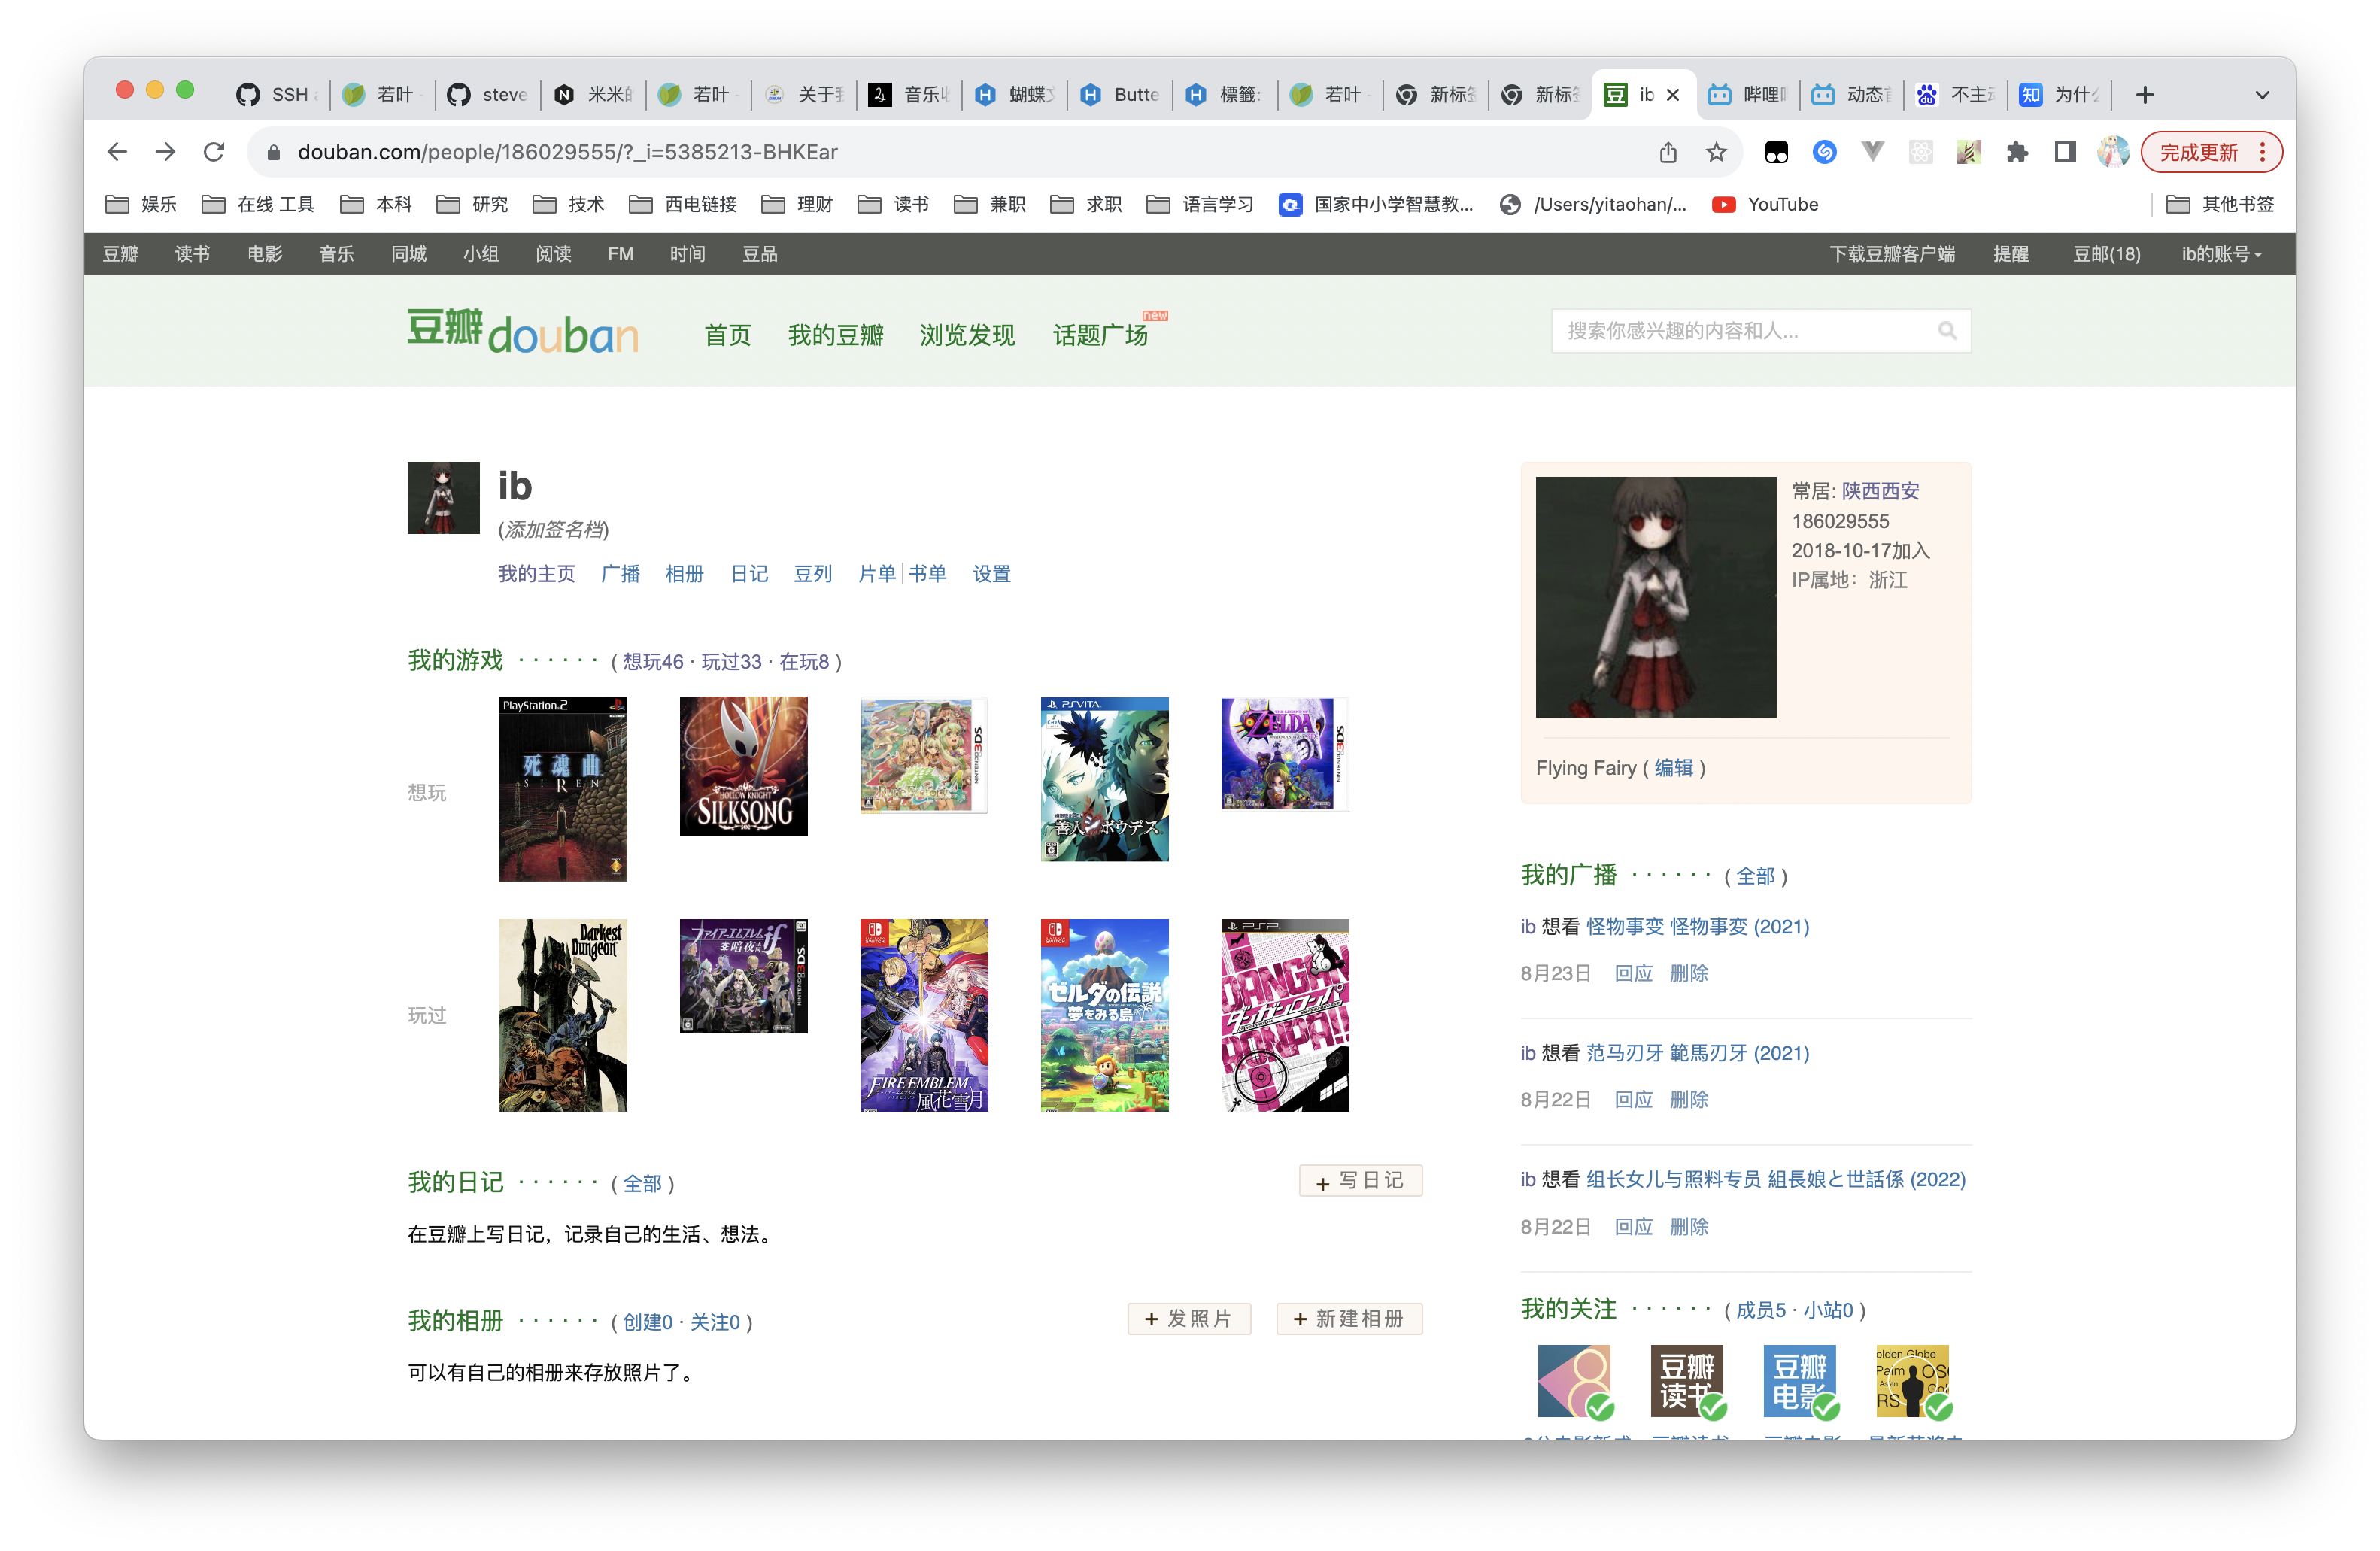 SSH
若叶
steve
米米的
若叶
关于我
音乐
蝴蝶文
Butte
標籤:
若叶
新标签
新标签
ib
哔哩
动态
不主动
为什么
douban.com/people/186029555/?_i=5385213-BHKEar
完成更新
娱乐
在线 工具
本科
研究
技术
西电链接
理财
读书
兼职
求职
语言学习
国家中小学智慧教...
/Users/yitaohan/...
YouTube
其他书签
豆瓣 读书 电影 音乐 同城 小组 阅读 FM 时间 豆品
下载豆瓣客户端 提醒 豆邮(18) ib的账号
豆瓣douban
首页 我的豆瓣 浏览发现 话题广场 new
搜索你感兴趣的内容和人...
ib
(添加签名档)
我的主页 广播 相册 日记 豆列 片单 书单 设置
我的游戏 · · · · · · ( 想玩46 · 玩过33 · 在玩8 )
想玩
PlayStation.2
死魂曲
SIREN
HOLLOW KNIGHT
SILKSONG
NINTENDO3DS
PSVITA
善人シボウデス
THE LEGEND OF
ZELDA
NINTENDO3DS
玩过
Darkest
Dungeon
ファイアーエムブレムif
暗夜王国
NINTENDO3DS
SWITCH
FIRE EMBLEM
風花雪月
SWITCH
ゼルダの伝説
夢をみる島
PSP
DANGAN
ダンガンロンパ
RONPA!!
我的日记 · · · · · · ( 全部 )
+ 写日记
在豆瓣上写日记，记录自己的生活、想法。
我的相册 · · · · · · ( 创建0 · 关注0 )
+ 发照片
+ 新建相册
可以有自己的相册来存放照片了。
常居: 陕西西安
186029555
2018-10-17加入
IP属地：浙江
Flying Fairy ( 编辑 )
我的广播 · · · · · · ( 全部 )
ib 想看 怪物事变 怪物事変 (2021)
8月23日 回应 删除
ib 想看 范马刃牙 範馬刃牙 (2021)
8月22日 回应 删除
ib 想看 组长女儿与照料专员 組長娘と世話係 (2022)
8月22日 回应 删除
我的关注 · · · · · · ( 成员5 · 小站0 )
豆瓣
读书
豆瓣
电影
olden Globe
Palm
Asian
RS